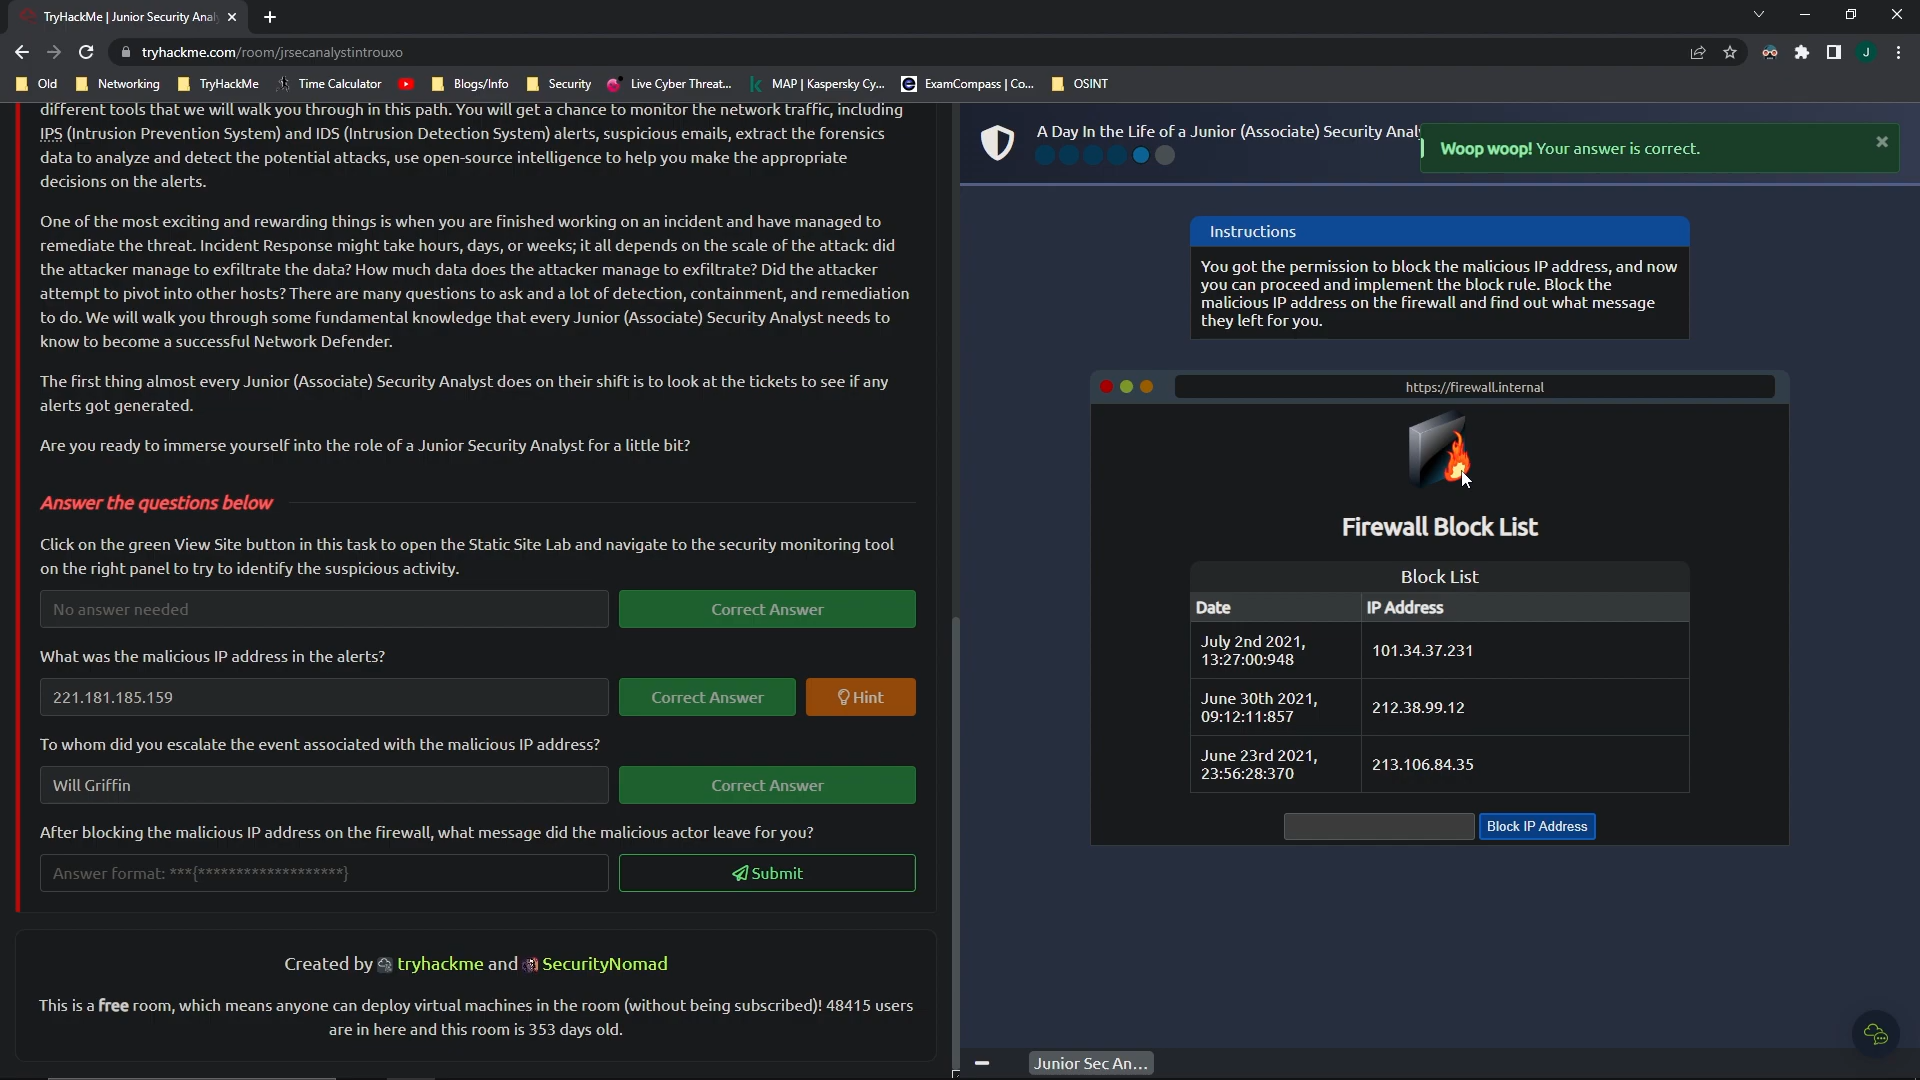 TryHackMe | Junior Security Anal
tryhackme.com/room/jrsecanalystintrouxo
J
Old
Networking
TryHackMe
Time Calculator
Blogs/Info
Security
Live Cyber Threat...
MAP | Kaspersky Cy...
ExamCompass | Co...
OSINT
different tools that we will walk you through in this path. You will get a chance to monitor the network traffic, including
IPS (Intrusion Prevention System) and IDS (Intrusion Detection System) alerts, suspicious emails, extract the forensics
data to analyze and detect the potential attacks, use open-source intelligence to help you make the appropriate
decisions on the alerts.
One of the most exciting and rewarding things is when you are finished working on an incident and have managed to
remediate the threat. Incident Response might take hours, days, or weeks; it all depends on the scale of the attack: did
the attacker manage to exfiltrate the data? How much data does the attacker manage to exfiltrate? Did the attacker
attempt to pivot into other hosts? There are many questions to ask and a lot of detection, containment, and remediation
to do. We will walk you through some fundamental knowledge that every Junior (Associate) Security Analyst needs to
know to become a successful Network Defender.
The first thing almost every Junior (Associate) Security Analyst does on their shift is to look at the tickets to see if any
alerts got generated.
Are you ready to immerse yourself into the role of a Junior Security Analyst for a little bit?
Answer the questions below
Click on the green View Site button in this task to open the Static Site Lab and navigate to the security monitoring tool
on the right panel to try to identify the suspicious activity.
No answer needed
Correct Answer
What was the malicious IP address in the alerts?
221.181.185.159
Correct Answer
Hint
To whom did you escalate the event associated with the malicious IP address?
Will Griffin
Correct Answer
After blocking the malicious IP address on the firewall, what message did the malicious actor leave for you?
Answer format: ***{*******************}
Submit
Created by tryhackme and SecurityNomad
This is a free room, which means anyone can deploy virtual machines in the room (without being subscribed)! 48415 users
are in here and this room is 353 days old.
A Day In the Life of a Junior (Associate) Security Anal
Woop woop! Your answer is correct.
Instructions
You got the permission to block the malicious IP address, and now
you can proceed and implement the block rule. Block the
malicious IP address on the firewall and find out what message
they left for you.
https://firewall.internal
Firewall Block List
Block List
Date
IP Address
July 2nd 2021,
13:27:00:948
101.34.37.231
June 30th 2021,
09:12:11:857
212.38.99.12
June 23rd 2021,
23:56:28:370
213.106.84.35
Block IP Address
Junior Sec An...